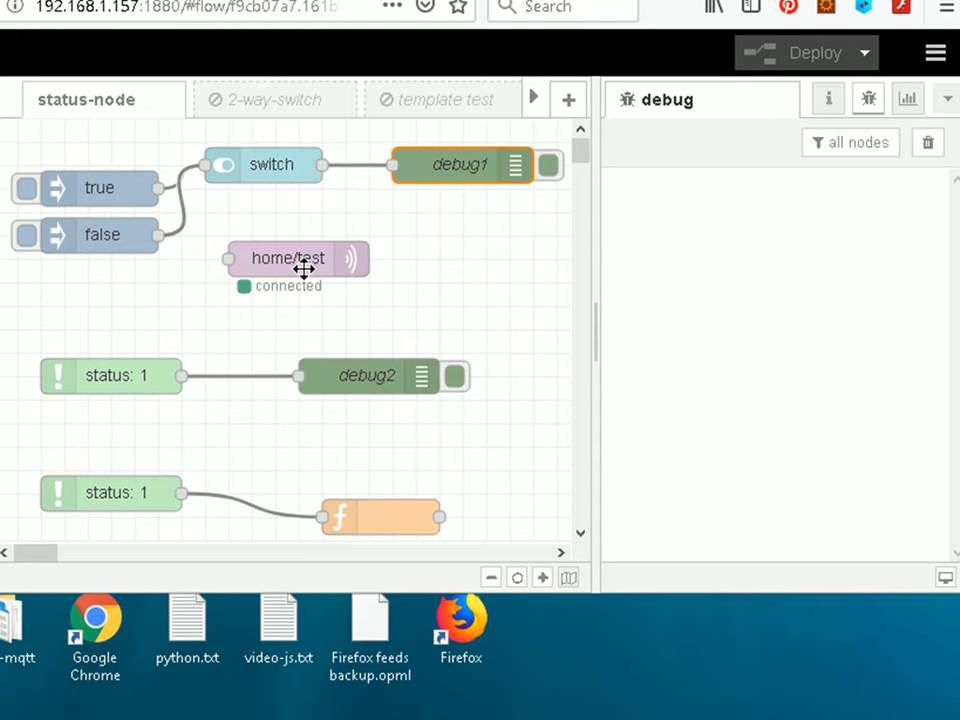 192.168.1.157:1880/#flow/f9cb07a7.161b
Search
Deploy
status-node
2-way-switch
template test
debug
all nodes
true
false
switch
debug1
home/test
connected
status: 1
debug2
status: 1
-mqtt
Google
Chrome
python.txt
video-js.txt
Firefox feeds
backup.opml
Firefox